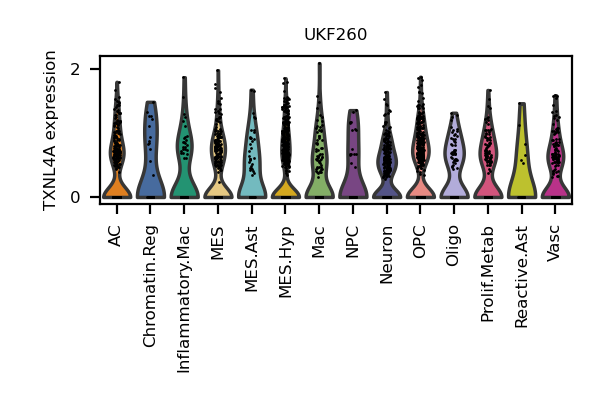 UKF260
TXNL4A expression
2
0
AC
Chromatin.Reg
Inflammatory.Mac
MES
MES.Ast
MES.Hyp
Mac
NPC
Neuron
OPC
Oligo
Prolif.Metab
Reactive.Ast
Vasc